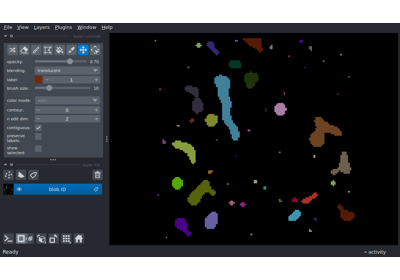 File View Layers Plugins Window Help
opacity: 0.70
blending: translucent
label: 1
brush size: 10
color mode:
contour: 0
n edit dim: 2
contiguous: ✓
preserve labels:
show selected:
blob ID
Ready activity